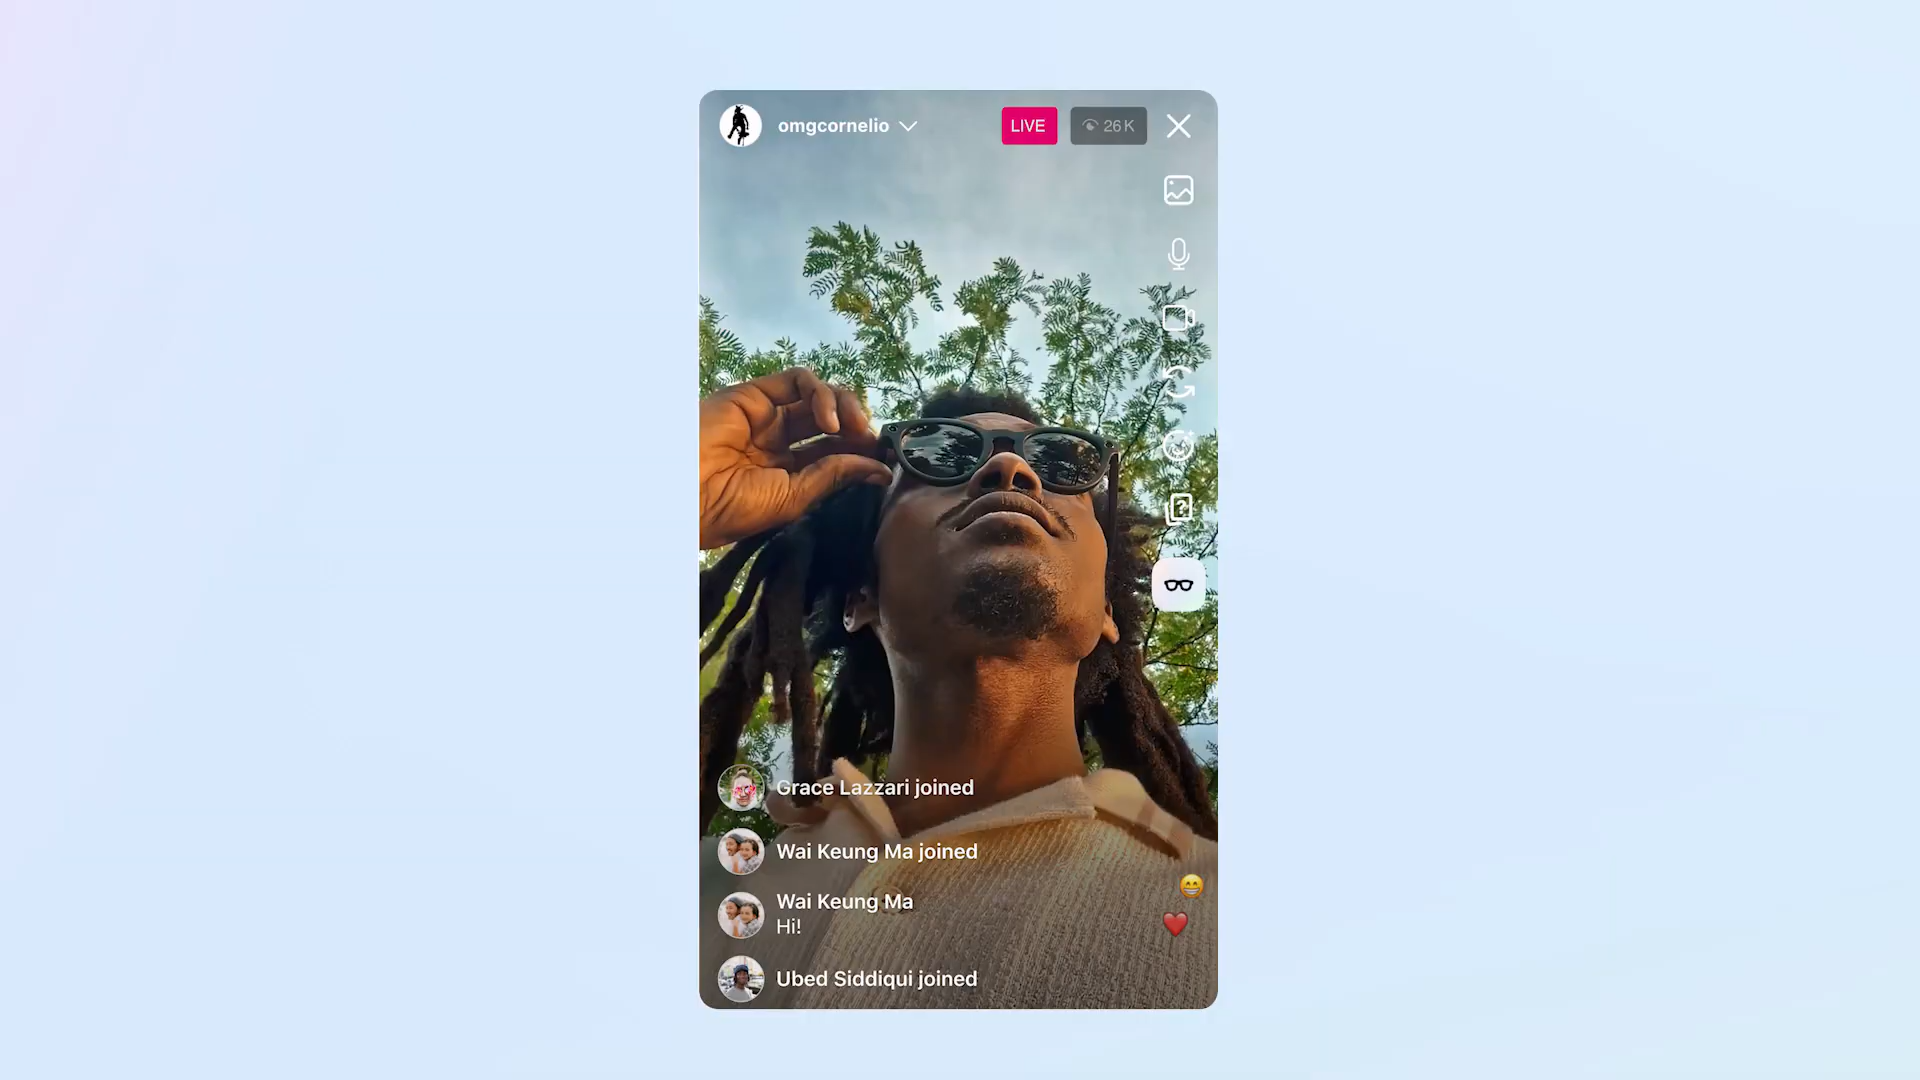 omgcornelio
LIVE
26K
?
Grace Lazzari joined
Wai Keung Ma joined
Wai Keung Ma
Hi!
Ubed Siddiqui joined